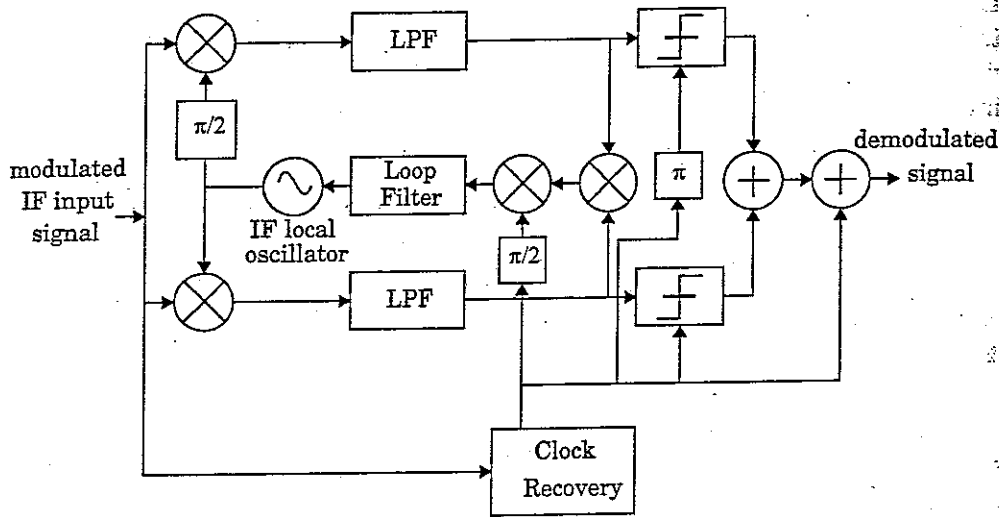 LPF
π/2
modulated
IF input
signal
IF local
oscillator
Loop
Filter
π
demodulated
signal
π/2
LPF
Clock
Recovery